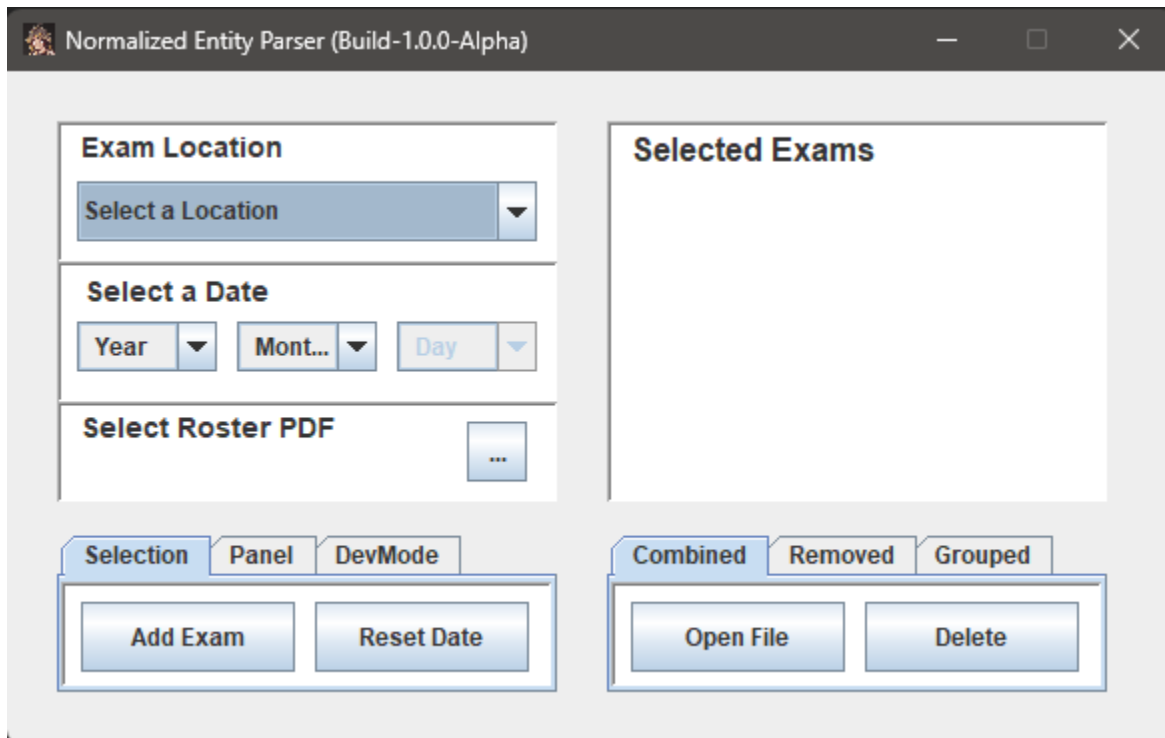 Normalized Entity Parser (Build-1.0.0-Alpha)
Exam Location
Select a Location
Select a Date
Year Mont... Day
Select Roster PDF
...
Selected Exams
Selection Panel DevMode
Add Exam Reset Date
Combined Removed Grouped
Open File Delete